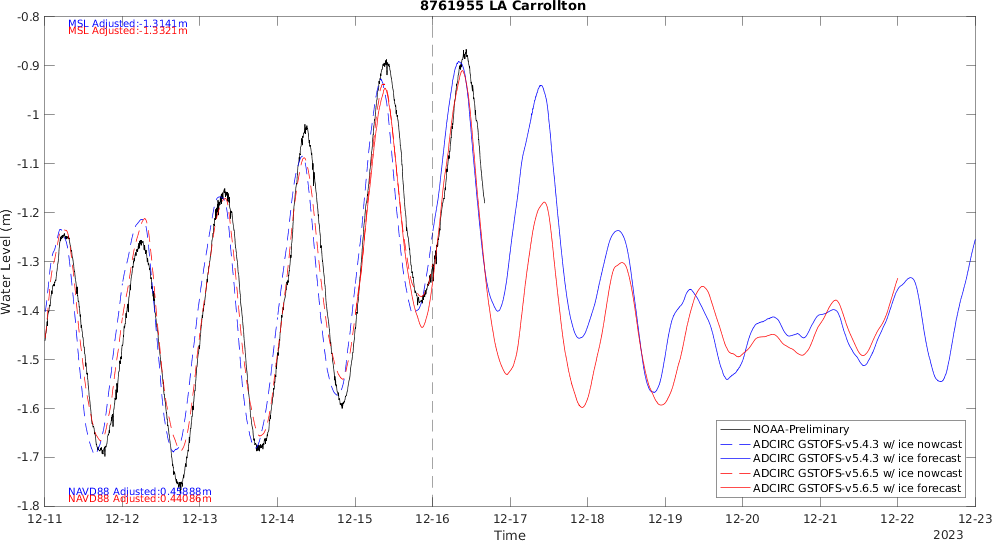 8761955 LA Carrollton
MSL Adjusted:-1.3141m
MSL Adjusted:-1.3321m
-0.8
-0.9
-1
-1.1
-1.2
-1.3
-1.4
-1.5
-1.6
-1.7
-1.8
Water Level (m)
NOAA-Preliminary
ADCIRC GSTOFS-v5.4.3 w/ ice nowcast
ADCIRC GSTOFS-v5.4.3 w/ ice forecast
ADCIRC GSTOFS-v5.6.5 w/ ice nowcast
ADCIRC GSTOFS-v5.6.5 w/ ice forecast
NAVD88 Adjusted:0.45888m
NAVD88 Adjusted:0.44086m
12-11 12-12 12-13 12-14 12-15 12-16 12-17 12-18 12-19 12-20 12-21 12-22 12-23
Time
2023